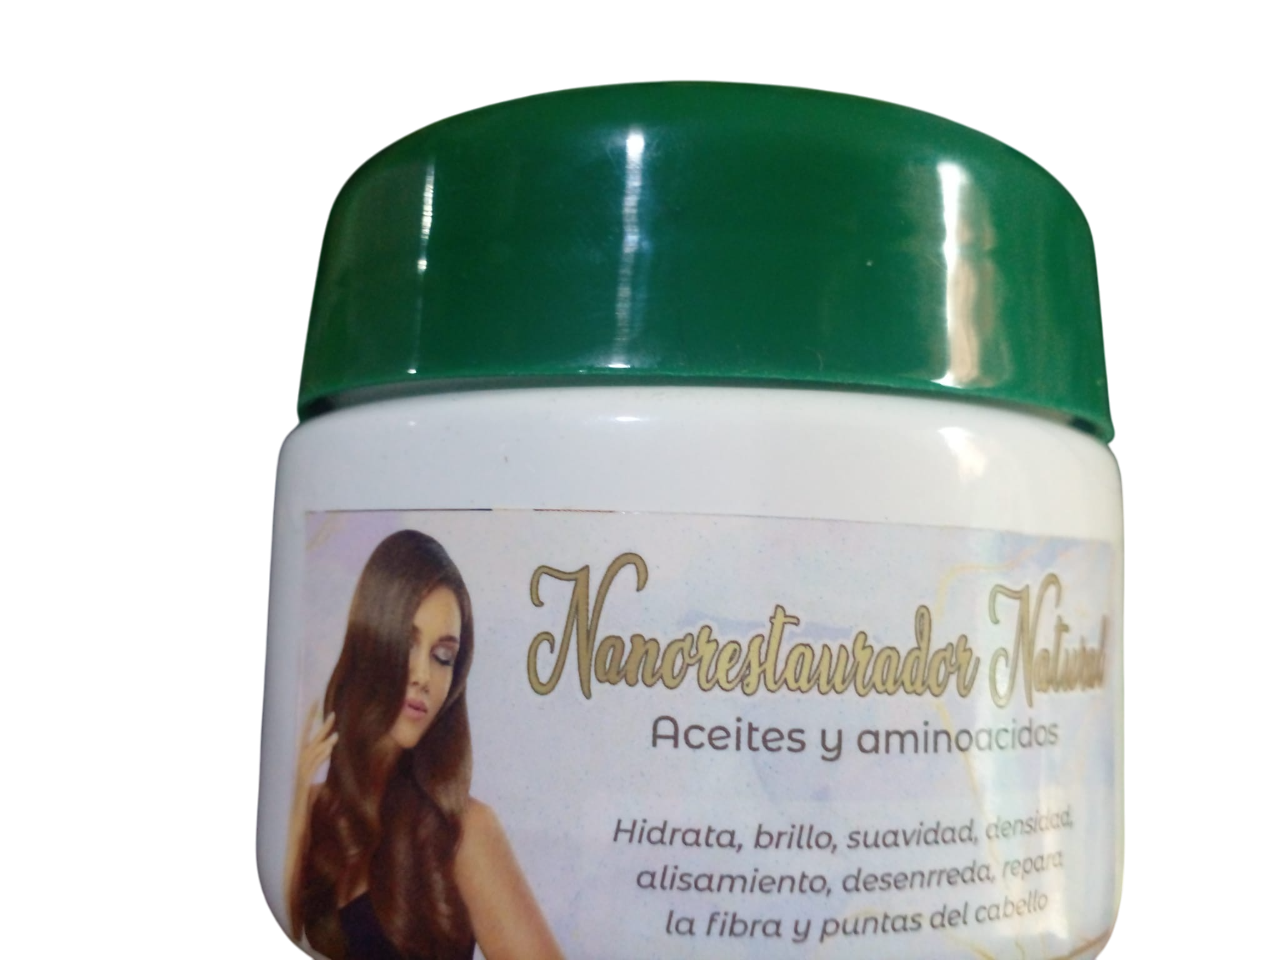 Nanorestaurador Natural
Aceites y aminoacidos
Hidrata, brillo, suavidad, densidad,
alisamiento, desenrreda, repara
la fibra y puntas del cabello